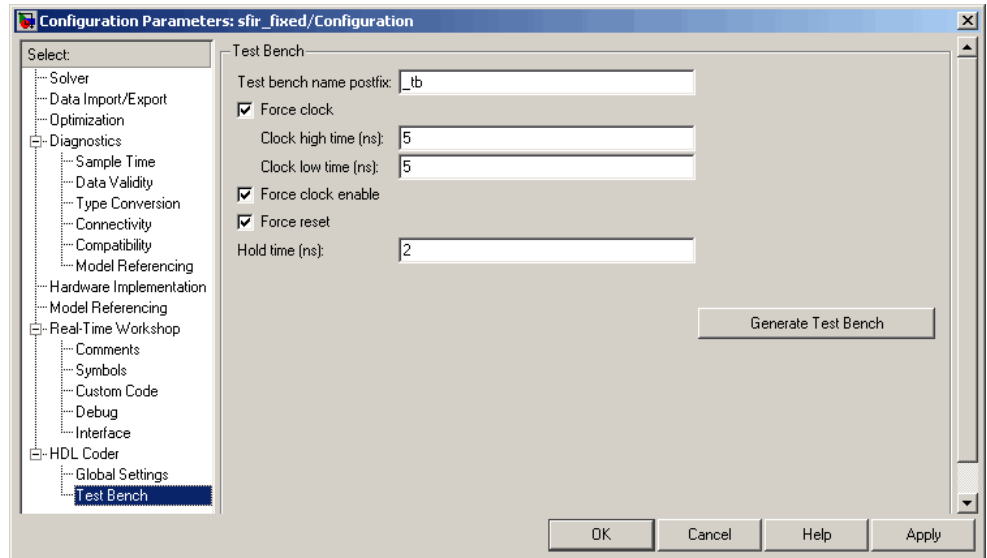 Configuration Parameters: sfir_fixed/Configuration
Select:
Solver
Data Import/Export
Optimization
Diagnostics
Sample Time
Data Validity
Type Conversion
Connectivity
Compatibility
Model Referencing
Hardware Implementation
Model Referencing
Real-Time Workshop
Comments
Symbols
Custom Code
Debug
Interface
HDL Coder
Global Settings
Test Bench
Test Bench
Test bench name postfix: _tb
Force clock
Clock high time (ns): 5
Clock low time (ns): 5
Force clock enable
Force reset
Hold time (ns): 2
Generate Test Bench
OK Cancel Help Apply